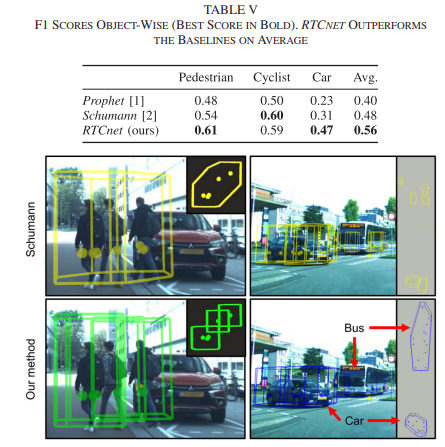 TABLE V
F1 SCORES OBJECT-WISE (BEST SCORE IN BOLD). RTCNET OUTPERFORMS
THE BASELINES ON AVERAGE
Pedestrian Cyclist Car Avg.
Prophet [1] 0.48 0.50 0.23 0.40
Schumann [2] 0.54 0.60 0.31 0.48
RTCnet (ours) 0.61 0.59 0.47 0.56
Schumann
Our method
Bus
Car